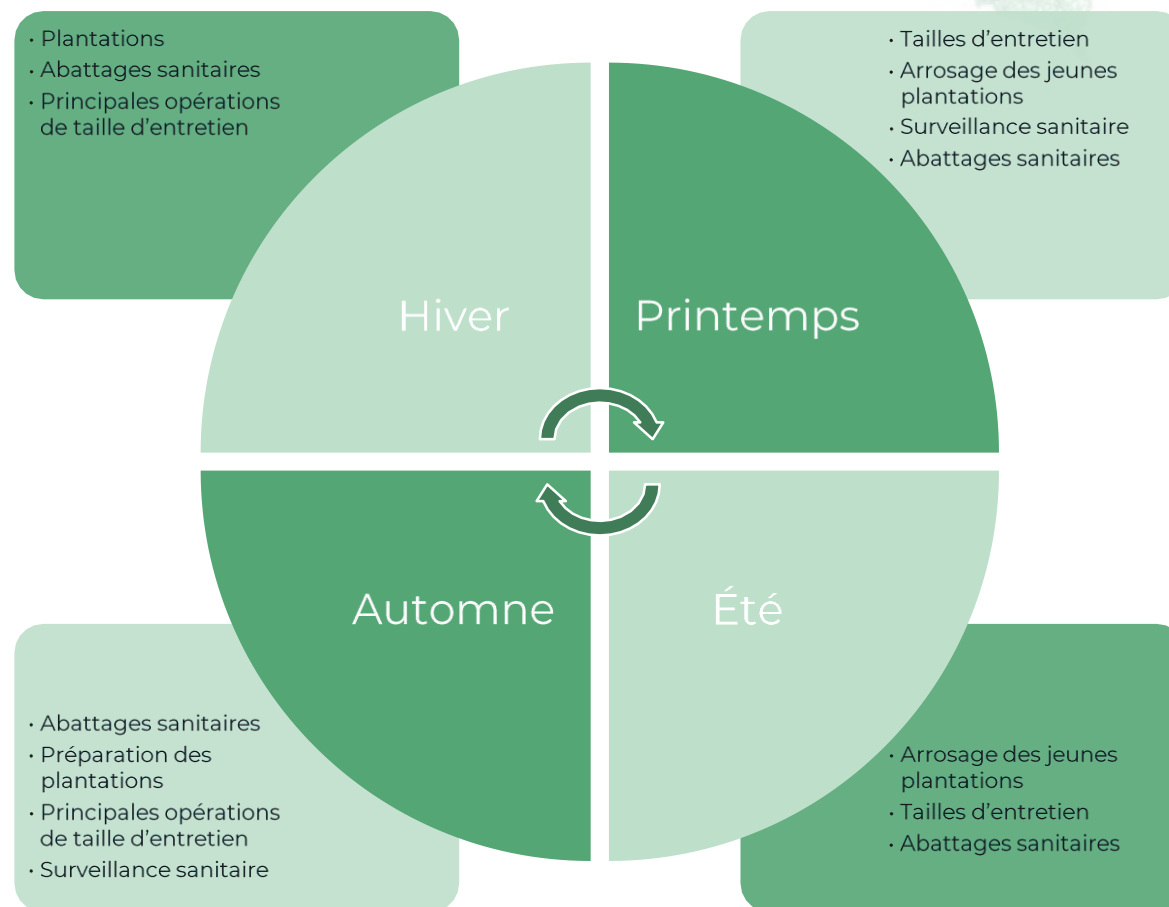 · Plantations
· Abattages sanitaires
· Principales opérations
de taille d’entretien
· Tailles d’entretien
· Arrosage des jeunes
plantations
· Surveillance sanitaire
· Abattages sanitaires
Hiver
Printemps
Automne
Été
· Abattages sanitaires
· Préparation des
plantations
· Principales opérations
de taille d’entretien
· Surveillance sanitaire
· Arrosage des jeunes
plantations
· Tailles d’entretien
· Abattages sanitaires